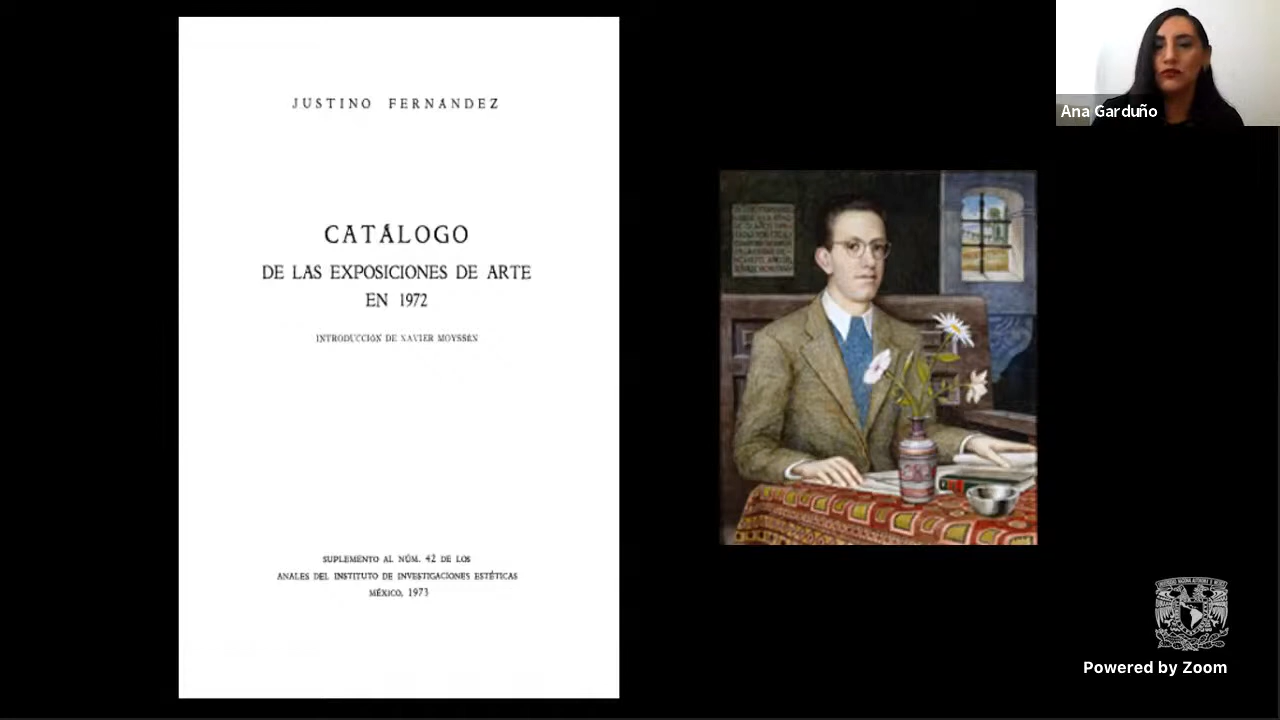 JUSTINO FERNANDEZ
CATÁLOGO
DE LAS EXPOSICIONES DE ARTE
EN 1972
INTRODUCCIÓN DE XAVIER MOYSSÉN
SUPLEMENTO AL NÚM. 42 DE LOS
ANALES DEL INSTITUTO DE INVESTIGACIONES ESTÉTICAS
MÉXICO, 1973
Ana Garduño
Powered by Zoom